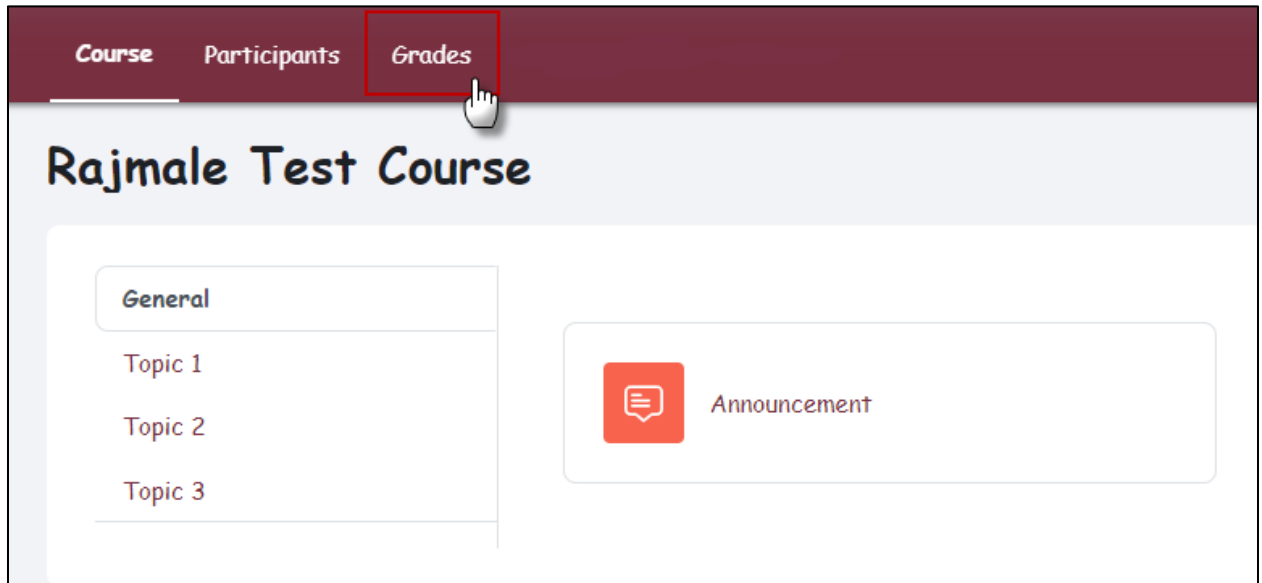 Course Participants Grades
Rajmale Test Course
General
Topic 1
Topic 2
Topic 3
Announcement